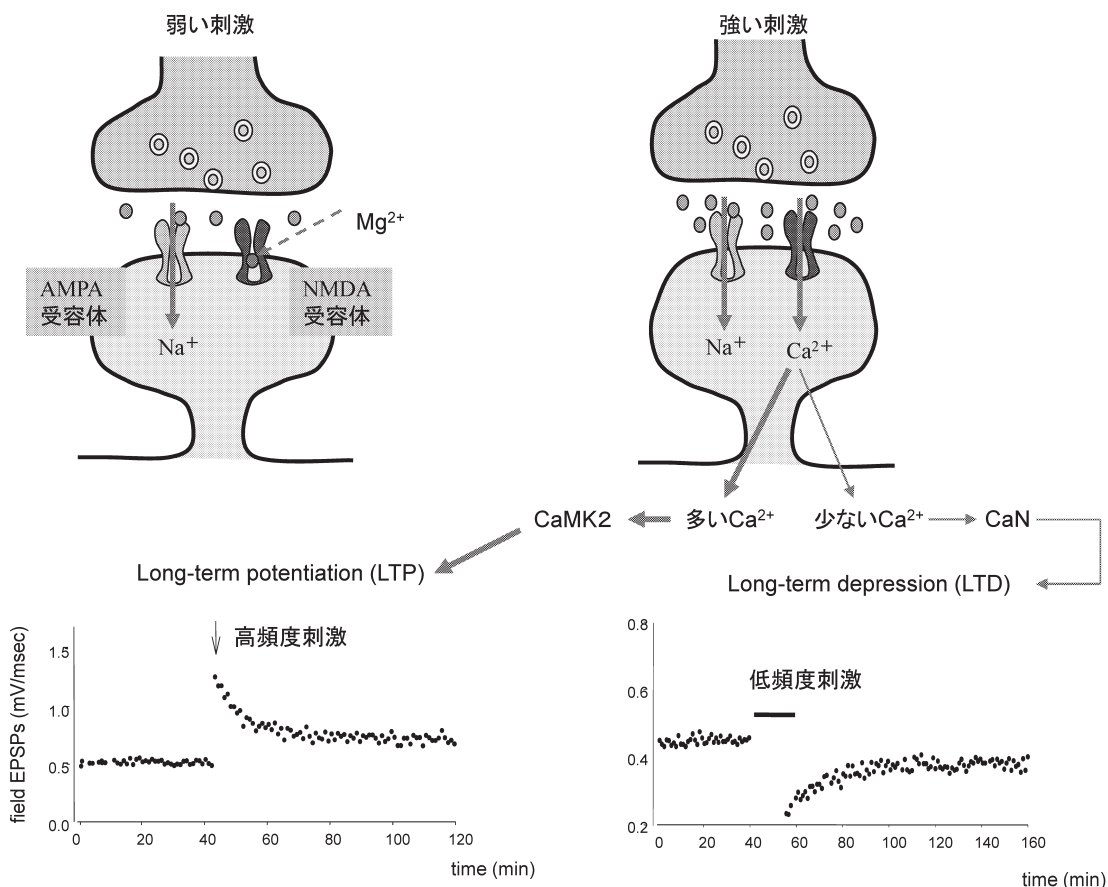 弱い刺激
強い刺激
Mg²⁺
AMPA
受容体
NMDA
受容体
Na⁺
Na⁺
Ca²⁺
CaMK2
多いCa²⁺
少ないCa²⁺
CaN
Long-term potentiation (LTP)
Long-term depression (LTD)
field EPSPs (mV/msec)
高頻度刺激
1.5
1.0
0.5
0.0
0 20 40 60 80 100 120
time (min)
低頻度刺激
0.8
0.6
0.4
0.2
0 20 40 60 80 100 120 140 160
time (min)